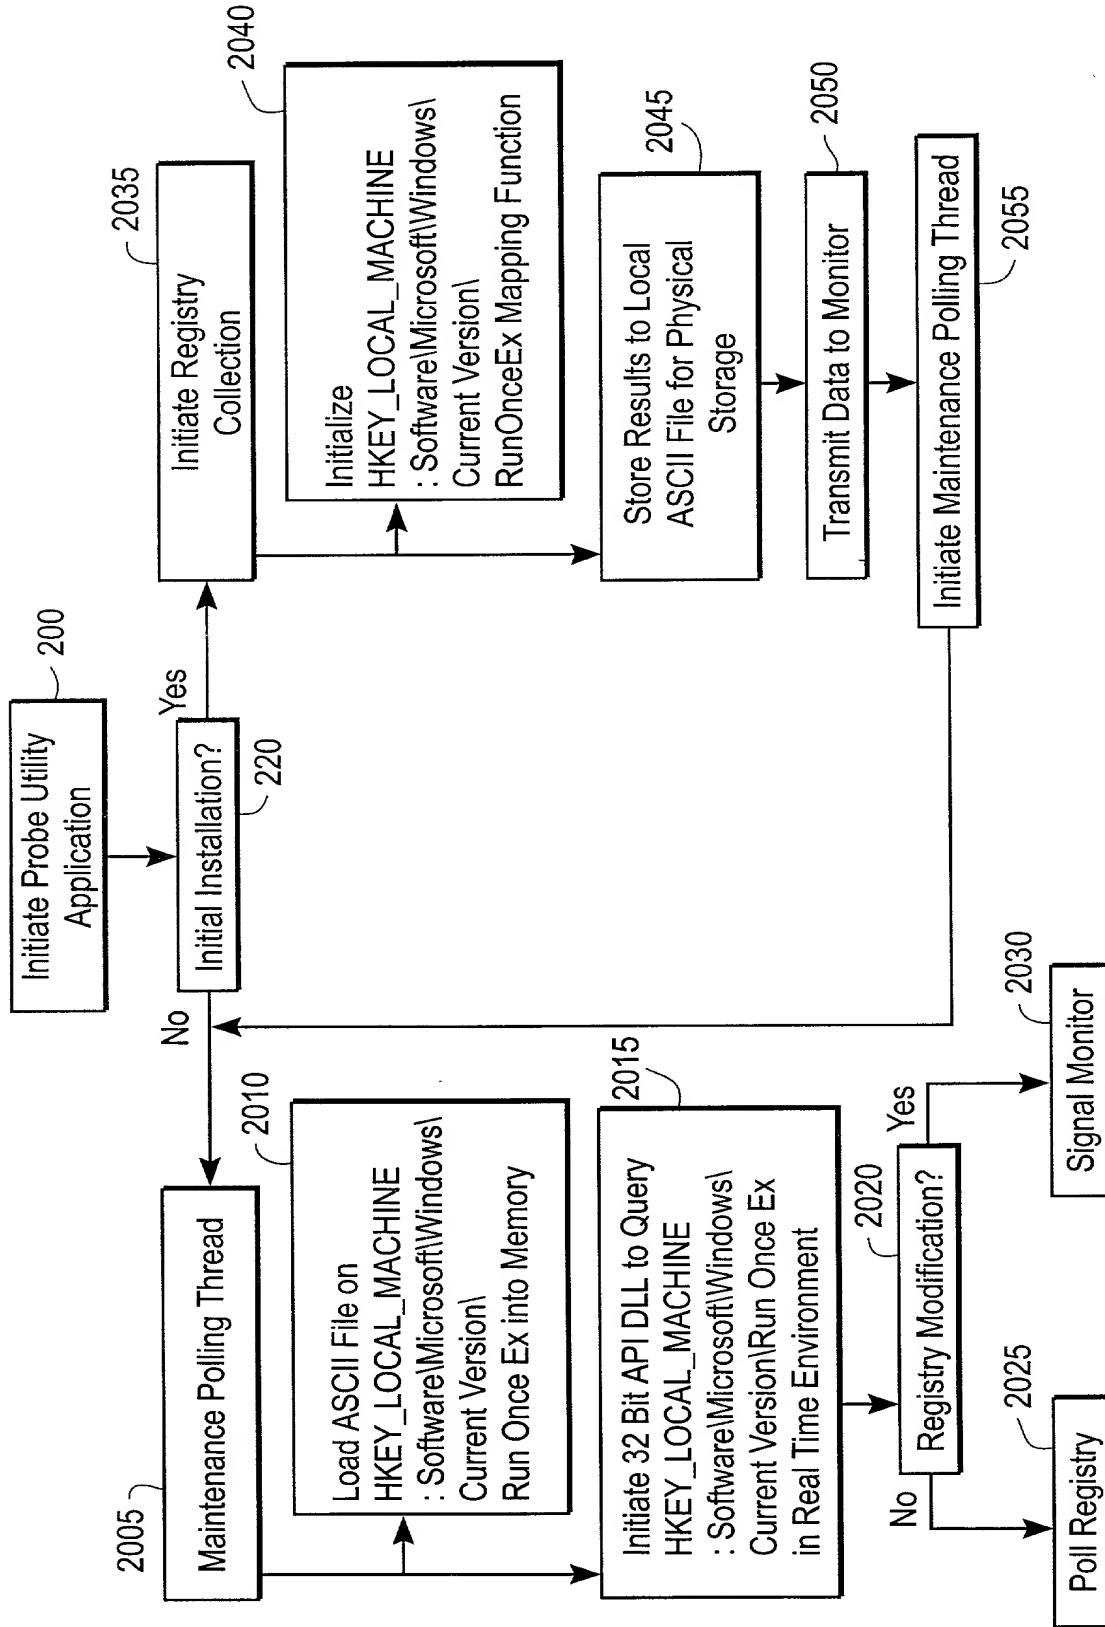 Initiate Probe Utility
Application
200
Initial Installation?
220
No
Yes
Maintenance Polling Thread
2005
Load ASCII File on
HKEY_LOCAL_MACHINE
: Software\Microsoft\Windows\
Current Version\
Run Once Ex into Memory
2010
Initiate 32 Bit API DLL to Query
HKEY_LOCAL_MACHINE
: Software\Microsoft\Windows\
Current Version\Run Once Ex
in Real Time Environment
2015
Registry Modification?
2020
No
Yes
Poll Registry
2025
Signal Monitor
2030
Initiate Registry
Collection
2035
Initialize
HKEY_LOCAL_MACHINE
: Software\Microsoft\Windows\
Current Version\
RunOnceEx Mapping Function
2040
Store Results to Local
ASCII File for Physical
Storage
2045
Transmit Data to Monitor
2050
Initiate Maintenance Polling Thread
2055